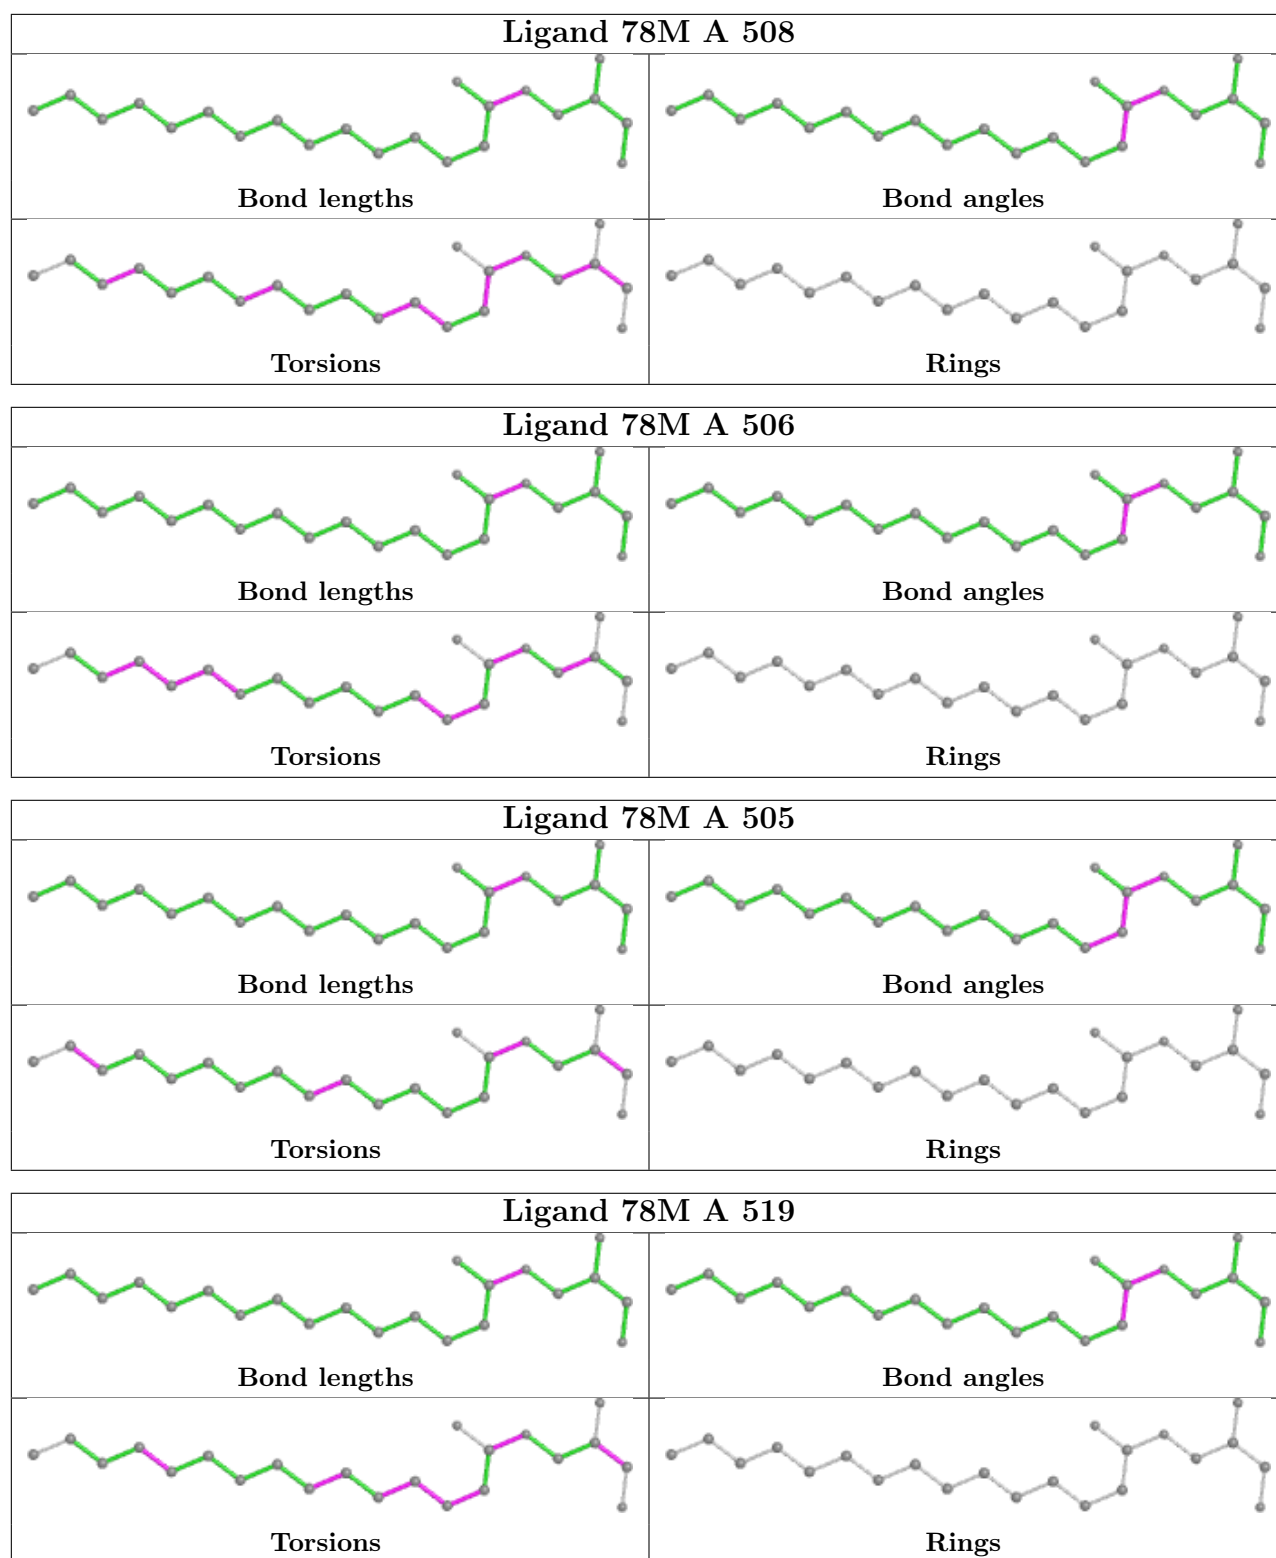 Ligand 78M A 508
Bond lengths
Bond angles
Torsions
Rings
Ligand 78M A 506
Bond lengths
Bond angles
Torsions
Rings
Ligand 78M A 505
Bond lengths
Bond angles
Torsions
Rings
Ligand 78M A 519
Bond lengths
Bond angles
Torsions
Rings